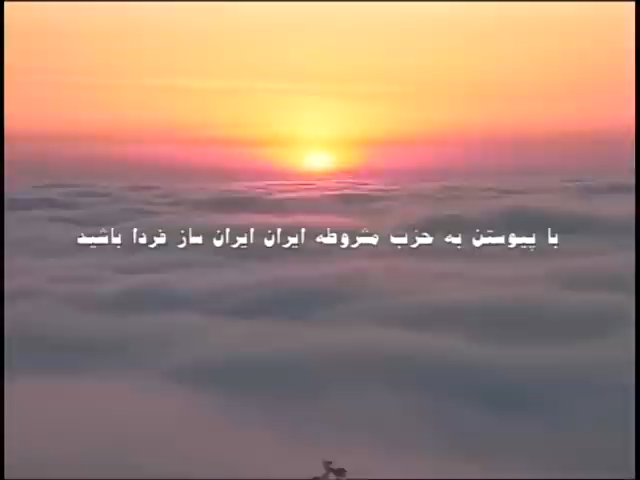 با پیوستن به حزب مشروطه ایران ایران ساز فردا باشید